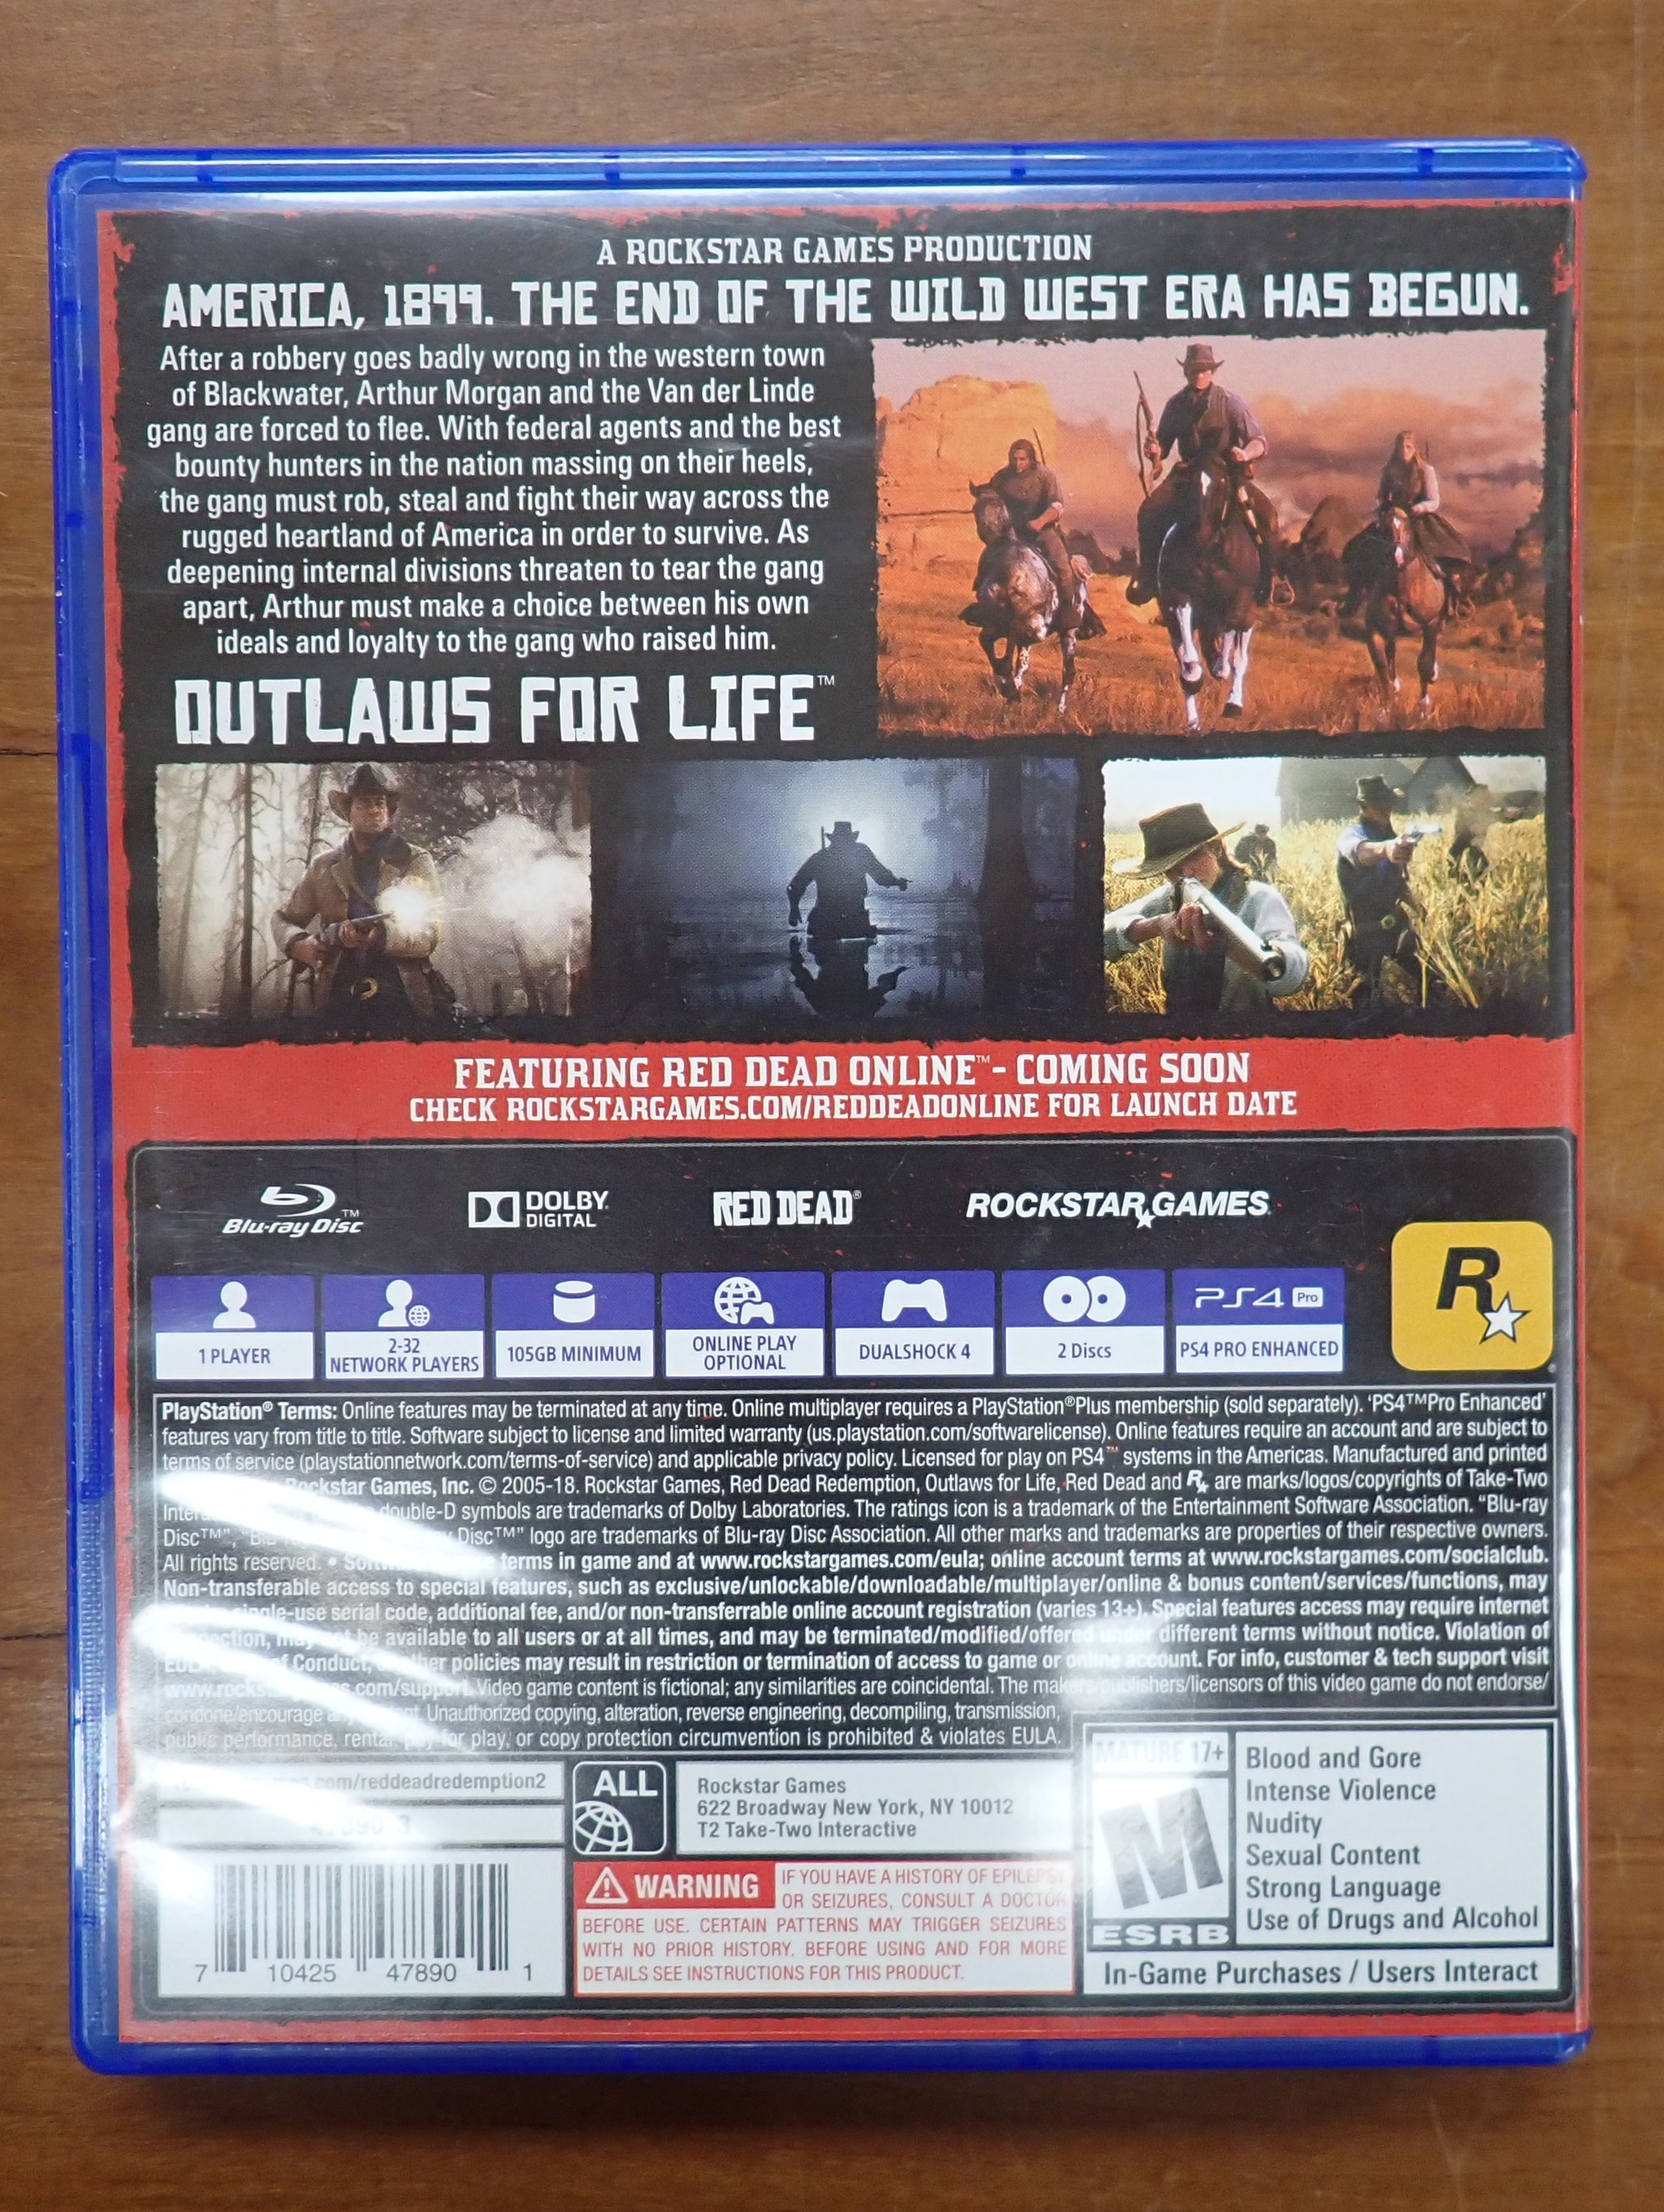 A ROCKSTAR GAMES PRODUCTION
AMERICA, 1899. THE END OF THE WILD WEST ERA HAS BEGUN.
After a robbery goes badly wrong in the western town
of Blackwater, Arthur Morgan and the Van der Linde
gang are forced to flee. With federal agents and the best
bounty hunters in the nation massing on their heels,
the gang must rob, steal and fight their way across the
rugged heartland of America in order to survive. As
deepening internal divisions threaten to tear the gang
apart, Arthur must make a choice between his own
ideals and loyalty to the gang who raised him.
OUTLAWS FOR LIFE™
FEATURING RED DEAD ONLINE™- COMING SOON
CHECK ROCKSTARGAMES.COM/REDDEADONLINE FOR LAUNCH DATE
Blu-ray Disc™
DOLBY
DIGITAL
RED DEAD®
ROCKSTAR GAMES
R
1 PLAYER
2-32
NETWORK PLAYERS
105GB MINIMUM
ONLINE PLAY
OPTIONAL
DUALSHOCK 4
2 Discs
PS4 Pro
PS4 PRO ENHANCED
PlayStation® Terms: Online features may be terminated at any time. Online multiplayer requires a PlayStation®Plus membership (sold separately). 'PS4™Pro Enhanced'
features vary from title to title. Software subject to license and limited warranty (us.playstation.com/softwarelicense). Online features require an account and are subject to
terms of service (playstationnetwork.com/terms-of-service) and applicable privacy policy. Licensed for play on PS4™ systems in the Americas. Manufactured and printed
Rockstar Games, Inc. © 2005-18. Rockstar Games, Red Dead Redemption, Outlaws for Life, Red Dead and R are marks/logos/copyrights of Take-Two
double-D symbols are trademarks of Dolby Laboratories. The ratings icon is a trademark of the Entertainment Software Association. "Blu-ray
Disc™", Disc™" logo are trademarks of Blu-ray Disc Association. All other marks and trademarks are properties of their respective owners.
All rights reserved. • terms in game and at www.rockstargames.com/eula; online account terms at www.rockstargames.com/socialclub.
Non-transferable access to special features, such as exclusive/unlockable/downloadable/multiplayer/online & bonus content/services/functions, may
single-use serial code, additional fee, and/or non-transferrable online account registration (varies 13+). Special features access may require internet
connection, may not be available to all users or at all times, and may be terminated/modified/offered under different terms without notice. Violation of
EULA, of Conduct, other policies may result in restriction or termination of access to game or online account. For info, customer & tech support visit
www.rockstargames.com/support. Video game content is fictional; any similarities are coincidental. The makers/publishers/licensors of this video game do not endorse/
condone/encourage Unauthorized copying, alteration, reverse engineering, decompiling, transmission,
public performance, rental, pay for play, or copy protection circumvention is prohibited & violates EULA.
com/reddeadredemption2
ALL
Rockstar Games
622 Broadway New York, NY 10012
T2 Take-Two Interactive
WARNING
IF YOU HAVE A HISTORY OF EPILEPSY
OR SEIZURES, CONSULT A DOCTOR
BEFORE USE. CERTAIN PATTERNS MAY TRIGGER SEIZURES
WITH NO PRIOR HISTORY. BEFORE USING AND FOR MORE
DETAILS SEE INSTRUCTIONS FOR THIS PRODUCT.
7 10425 47890 1
MATURE 17+
M
ESRB
Blood and Gore
Intense Violence
Nudity
Sexual Content
Strong Language
Use of Drugs and Alcohol
In-Game Purchases / Users Interact